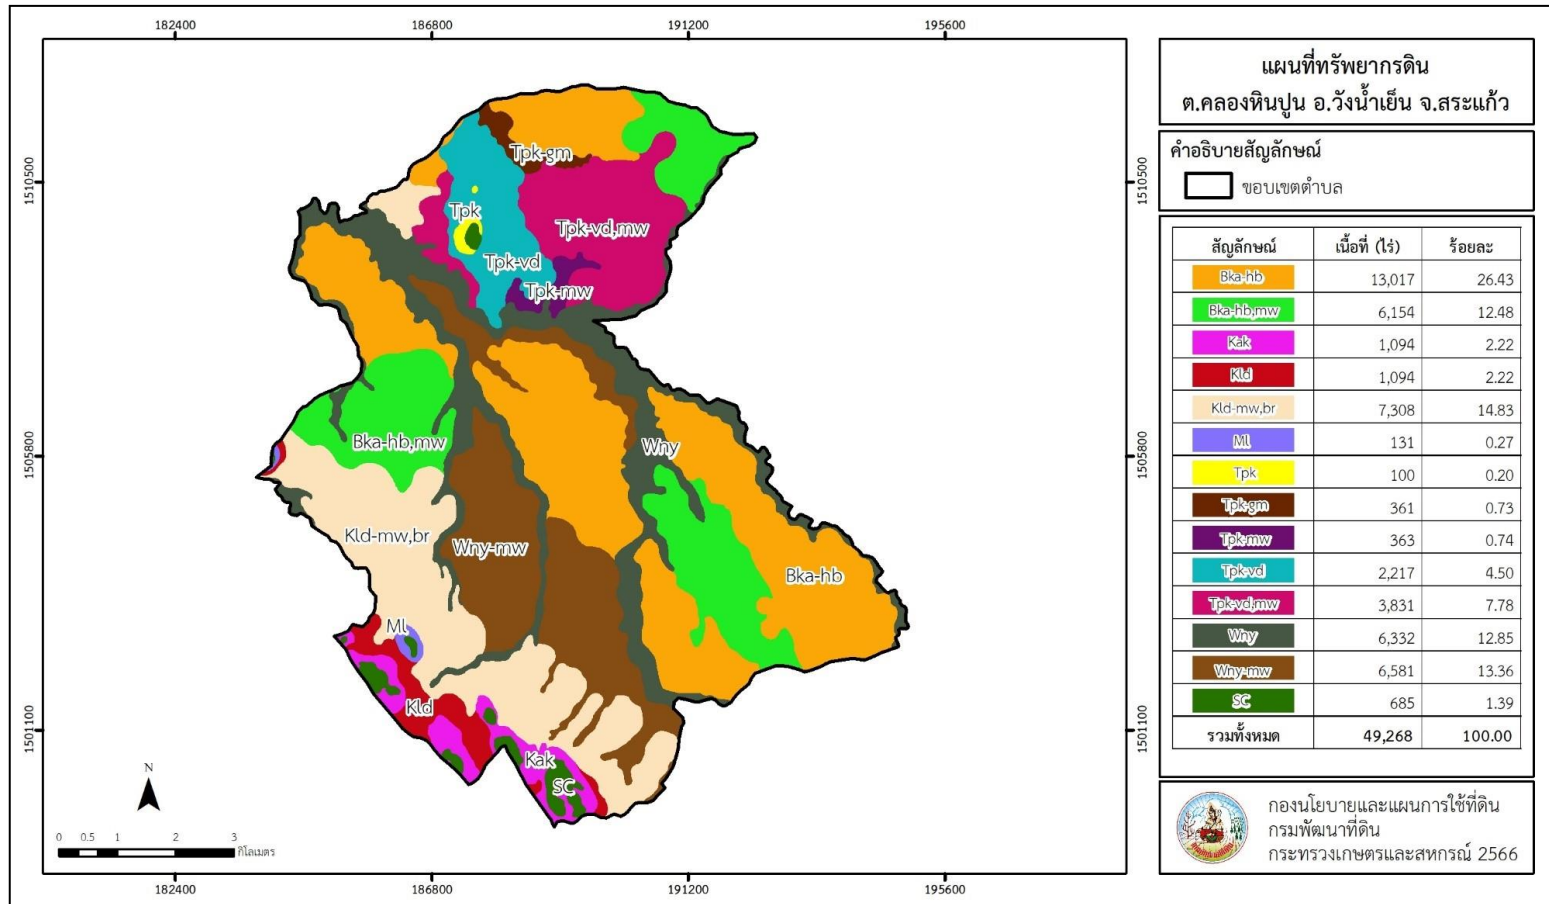 182400 186800 191200 195600
แผนที่ทรัพยากรดิน
ต.คลองหินปูน อ.วังน้ำเย็น จ.สระแก้ว
คำอธิบายสัญลักษณ์
ขอบเขตตำบล
สัญลักษณ์ เนื้อที่ (ไร่) ร้อยละ
Bka-hb 13,017 26.43
Bka-hb,mw 6,154 12.48
Kak 1,094 2.22
Kld 1,094 2.22
Kld-mw,br 7,308 14.83
Ml 131 0.27
Tpk 100 0.20
Tpk-gm 361 0.73
Tpk-mw 363 0.74
Tpk-vd 2,217 4.50
Tpk-vd,mw 3,831 7.78
Wny 6,332 12.85
Wny-mw 6,581 13.36
SC 685 1.39
รวมทั้งหมด 49,268 100.00
กองนโยบายและแผนการใช้ที่ดิน
กรมพัฒนาที่ดิน
กระทรวงเกษตรและสหกรณ์ 2566
1510500 1510500
Tpk-gm
Tpk
Tpk-vd,mw
Tpk-vd
Tpk-mw
Bka-hb,mw
Wny
1505800 1505800
Kld-mw,br
Wny-mw
Bka-hb
Ml
Kld
1501100 1501100
Kak
SC
N
0 0.5 1 2 3
กิโลเมตร
182400 186800 191200 195600